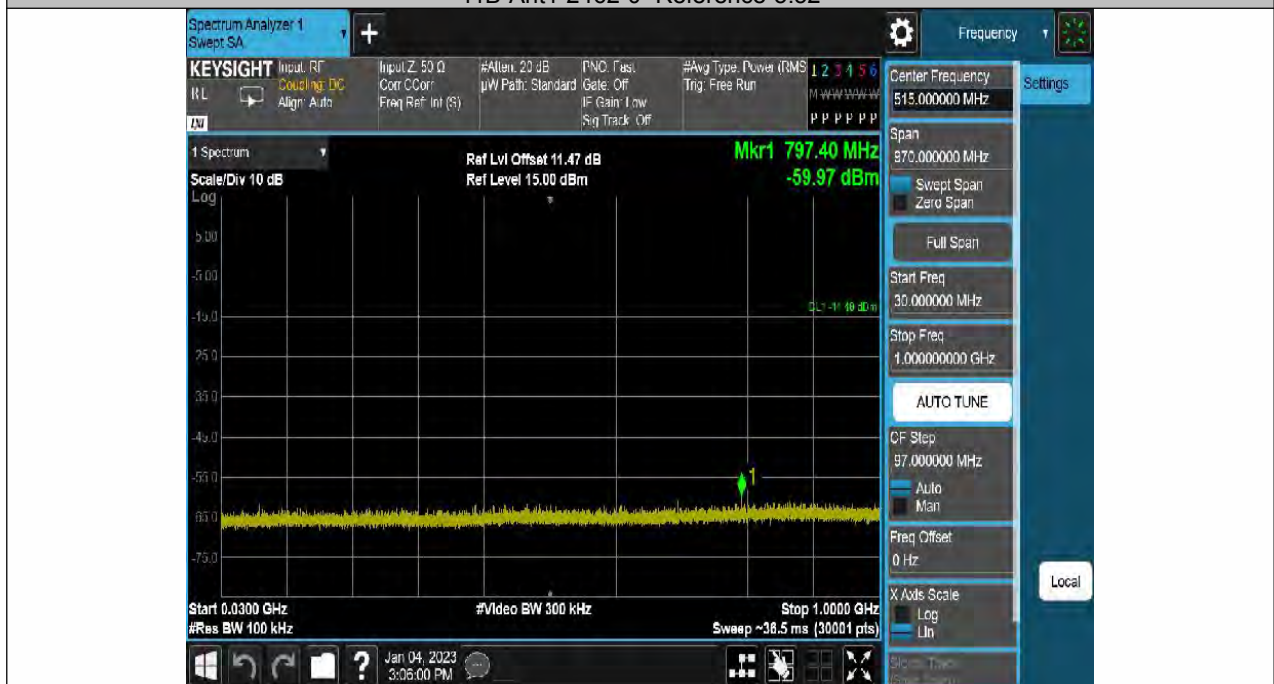 Spectrum Analyzer 1
Swept SA
Frequency
KEYSIGHT
RL
Input: RF
Coupling: DC
Align: Auto
Input Z: 50 Ω
Corr CCorr
Freq Ref: Int (S)
#Atten: 20 dB
µW Path: Standard
PNO: Fast
Gate: Off
IF Gain: Low
Sig Track: Off
#Avg Type: Power (RMS
Trig: Free Run
1 2 3 4 5 6
M W W W W W
P P P P P P
1 Spectrum
Scale/Div 10 dB
Log
Ref Lvl Offset 11.47 dB
Ref Level 15.00 dBm
Mkr1 797.40 MHz
-59.97 dBm
5.00
-5.00
-15.0
-25.0
-35.0
-45.0
-55.0
-65.0
-75.0
1
Start 0.0300 GHz
#Res BW 100 kHz
#Video BW 300 kHz
Stop 1.0000 GHz
Sweep ~36.5 ms (30001 pts)
Jan 04, 2023
3:06:00 PM
Center Frequency
515.000000 MHz
Span
970.000000 MHz
Swept Span
Zero Span
Full Span
Start Freq
30.000000 MHz
Stop Freq
1.000000000 GHz
AUTO TUNE
CF Step
97.000000 MHz
Auto
Man
Freq Offset
0 Hz
X Axis Scale
Log
Lin
Settings
Local